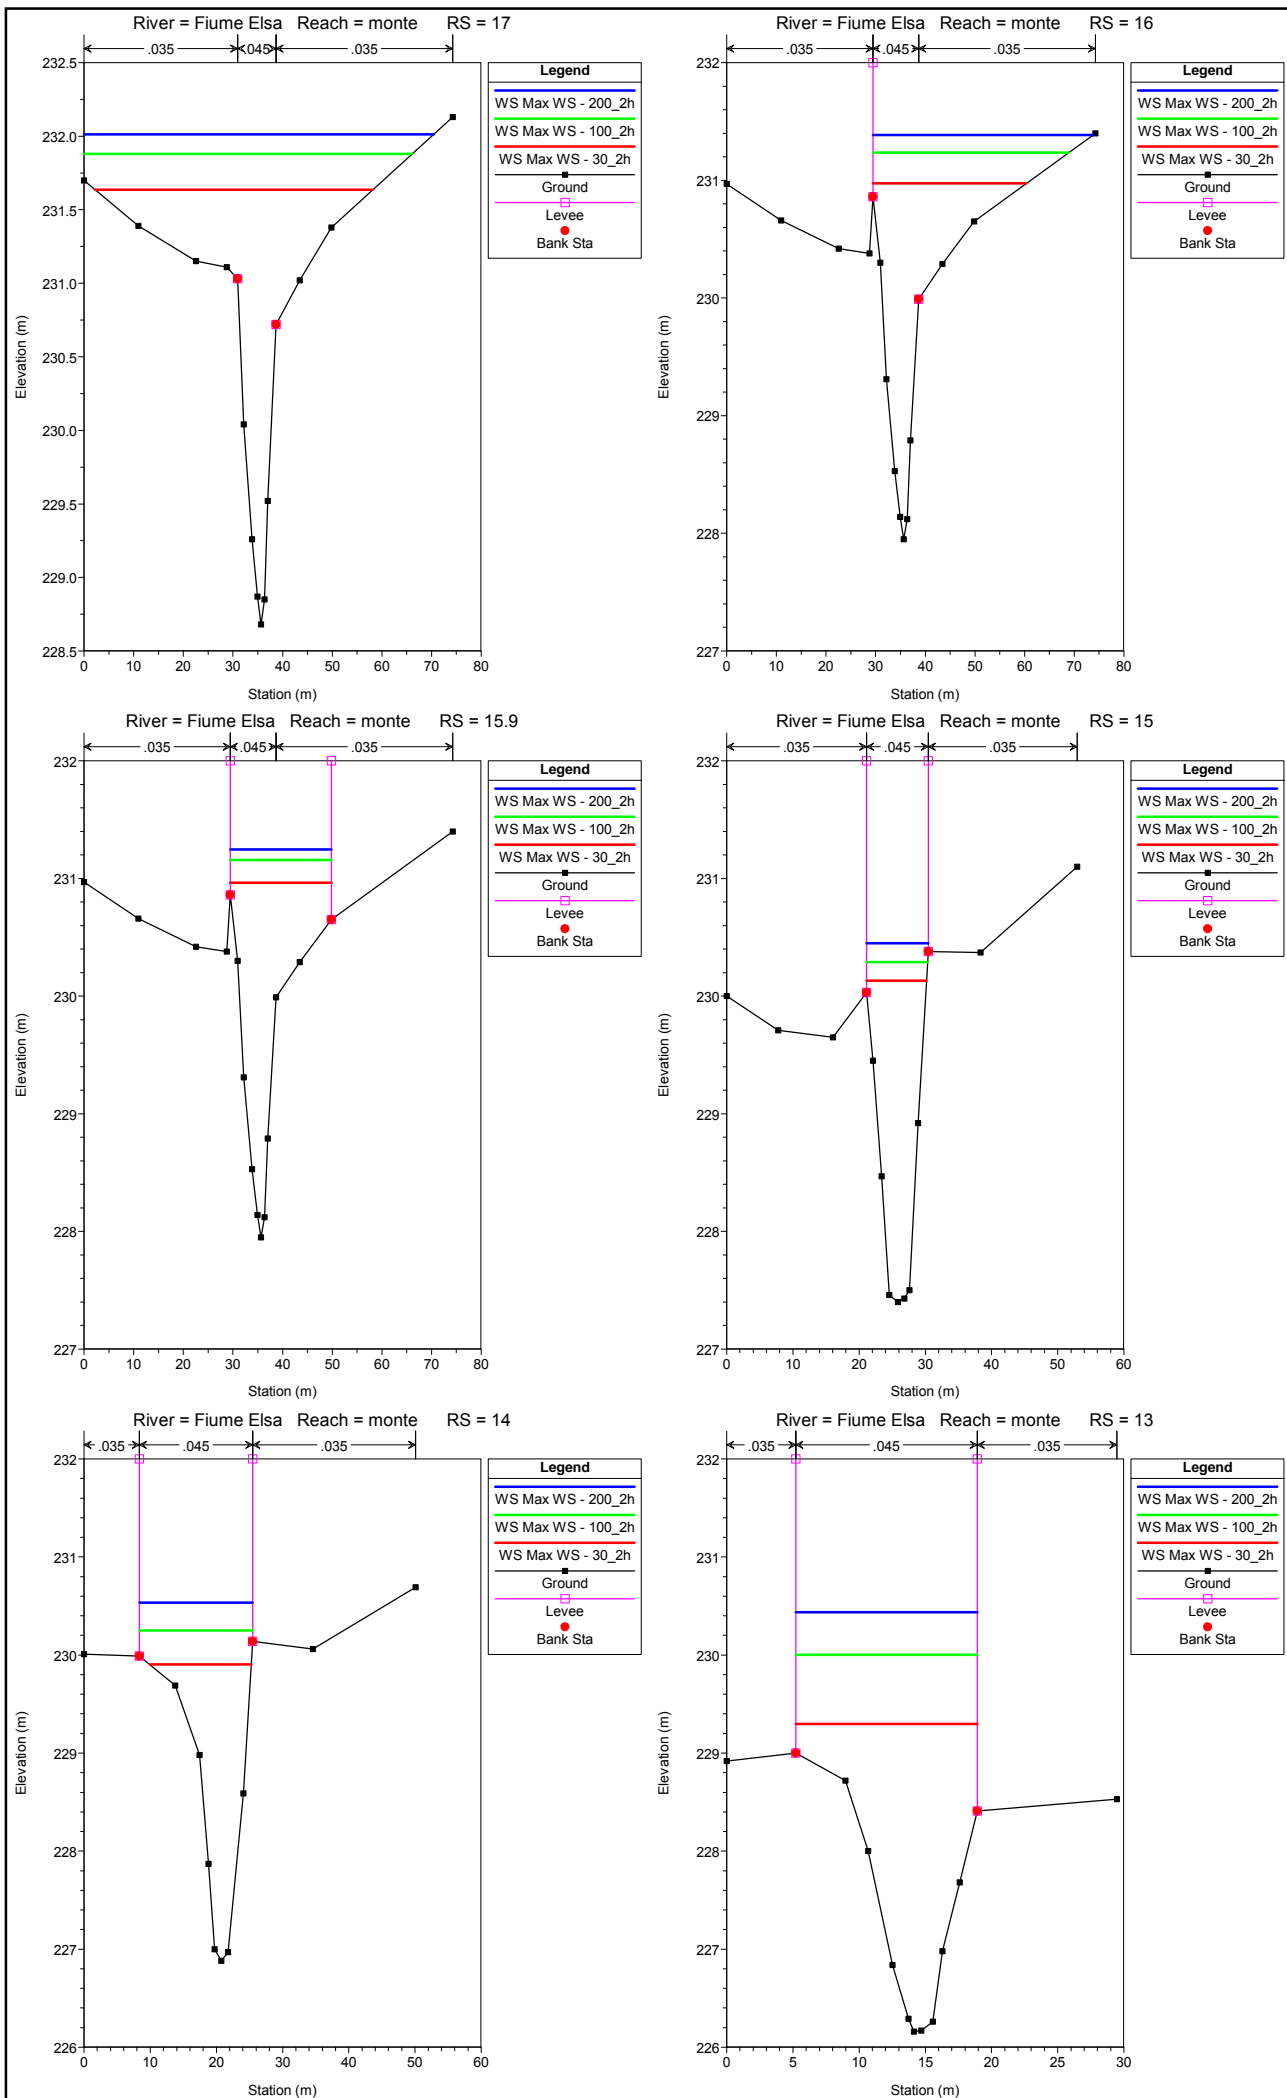 River = Fiume Elsa Reach = monte RS = 17
.035 .045 .035
232.5
232.0
231.5
231.0
230.5
230.0
229.5
229.0
228.5
Elevation (m)
0 10 20 30 40 50 60 70 80
Station (m)
Legend
WS Max WS - 200_2h
WS Max WS - 100_2h
WS Max WS - 30_2h
Ground
Levee
Bank Sta
River = Fiume Elsa Reach = monte RS = 16
.035 .045 .035
232
231
230
229
228
227
Elevation (m)
0 10 20 30 40 50 60 70 80
Station (m)
Legend
WS Max WS - 200_2h
WS Max WS - 100_2h
WS Max WS - 30_2h
Ground
Levee
Bank Sta
River = Fiume Elsa Reach = monte RS = 15.9
.035 .045 .035
232
231
230
229
228
227
Elevation (m)
0 10 20 30 40 50 60 70 80
Station (m)
Legend
WS Max WS - 200_2h
WS Max WS - 100_2h
WS Max WS - 30_2h
Ground
Levee
Bank Sta
River = Fiume Elsa Reach = monte RS = 15
.035 .045 .035
232
231
230
229
228
227
Elevation (m)
0 10 20 30 40 50 60
Station (m)
Legend
WS Max WS - 200_2h
WS Max WS - 100_2h
WS Max WS - 30_2h
Ground
Levee
Bank Sta
River = Fiume Elsa Reach = monte RS = 14
.035 .045 .035
232
231
230
229
228
227
226
Elevation (m)
0 10 20 30 40 50 60
Station (m)
Legend
WS Max WS - 200_2h
WS Max WS - 100_2h
WS Max WS - 30_2h
Ground
Levee
Bank Sta
River = Fiume Elsa Reach = monte RS = 13
.035 .045 .035
232
231
230
229
228
227
226
Elevation (m)
0 5 10 15 20 25 30
Station (m)
Legend
WS Max WS - 200_2h
WS Max WS - 100_2h
WS Max WS - 30_2h
Ground
Levee
Bank Sta